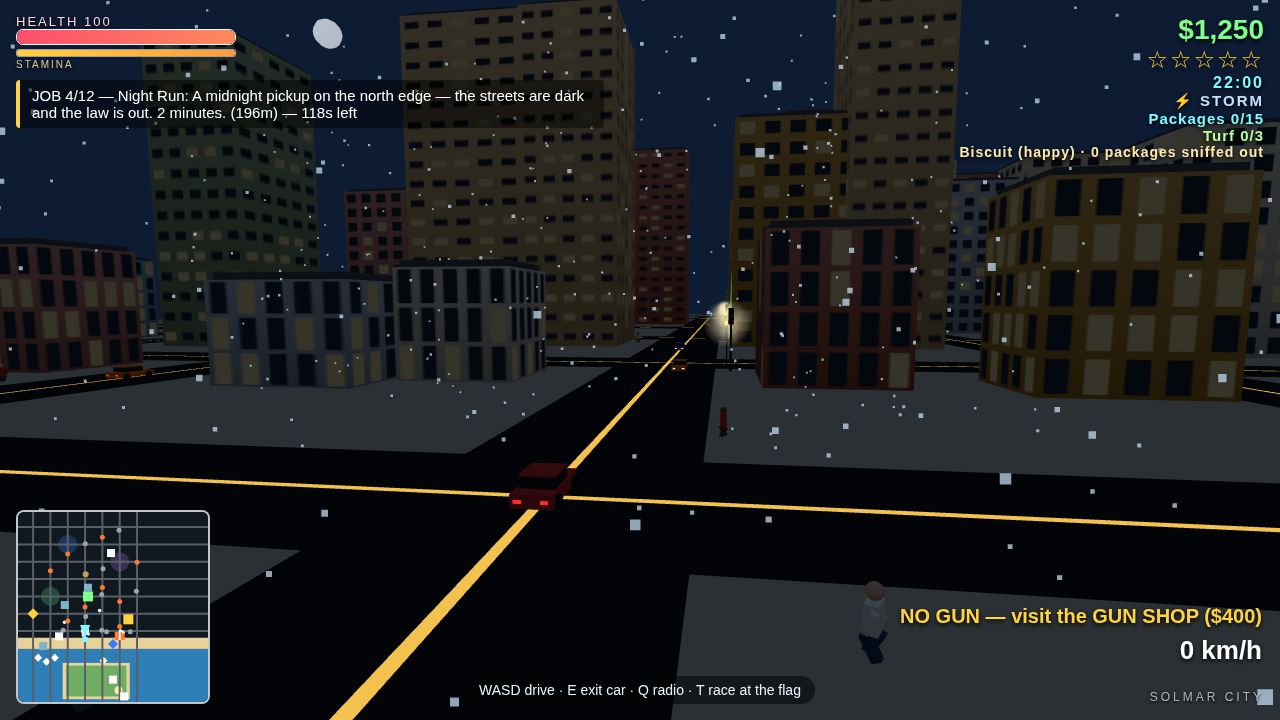 HEALTH 100
STAMINA
JOB 4/12 — Night Run: A midnight pickup on the north edge — the streets are dark
and the law is out. 2 minutes. (196m) — 118s left
$1,250
☆☆☆☆☆
22:00
⚡ STORM
Packages 0/15
Turf 0/3
Biscuit (happy) · 0 packages sniffed out
NO GUN — visit the GUN SHOP ($400)
0 km/h
WASD drive · E exit car · Q radio · T race at the flag
SOLMAR CITY